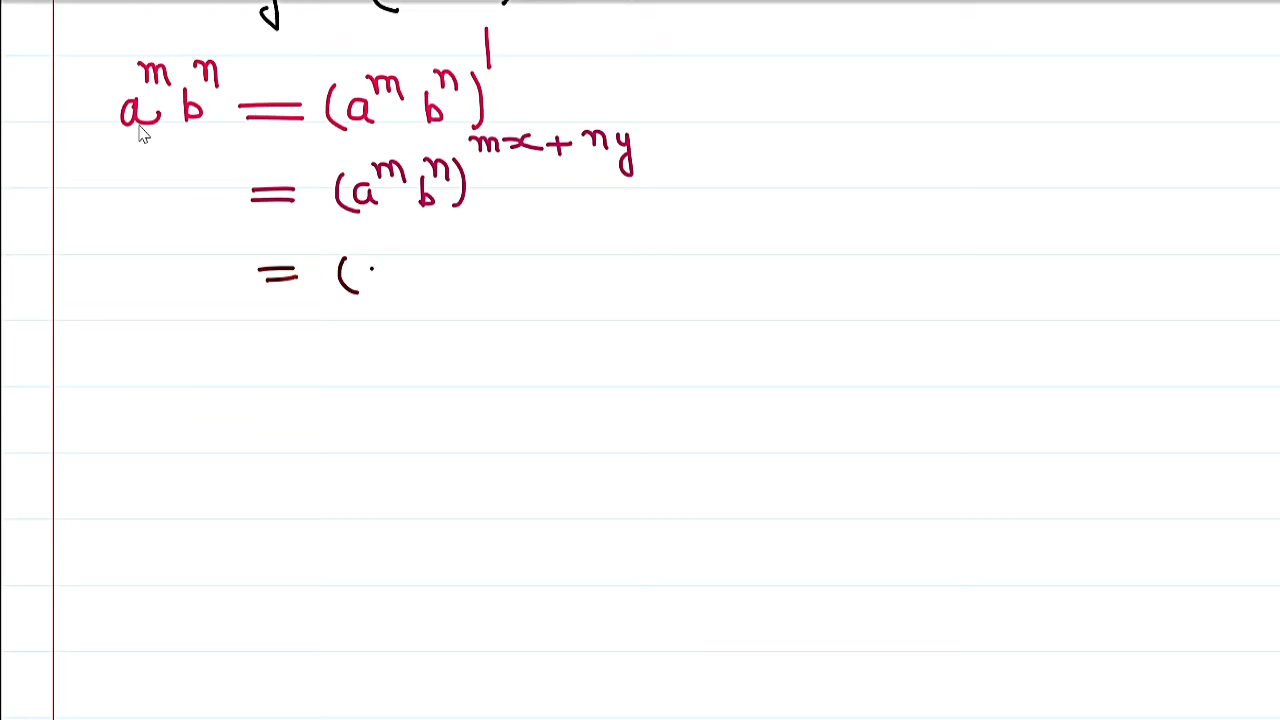 a^m b^n = (a^m b^n)^1
= (a^m b^n)^{mx + ny}
= (